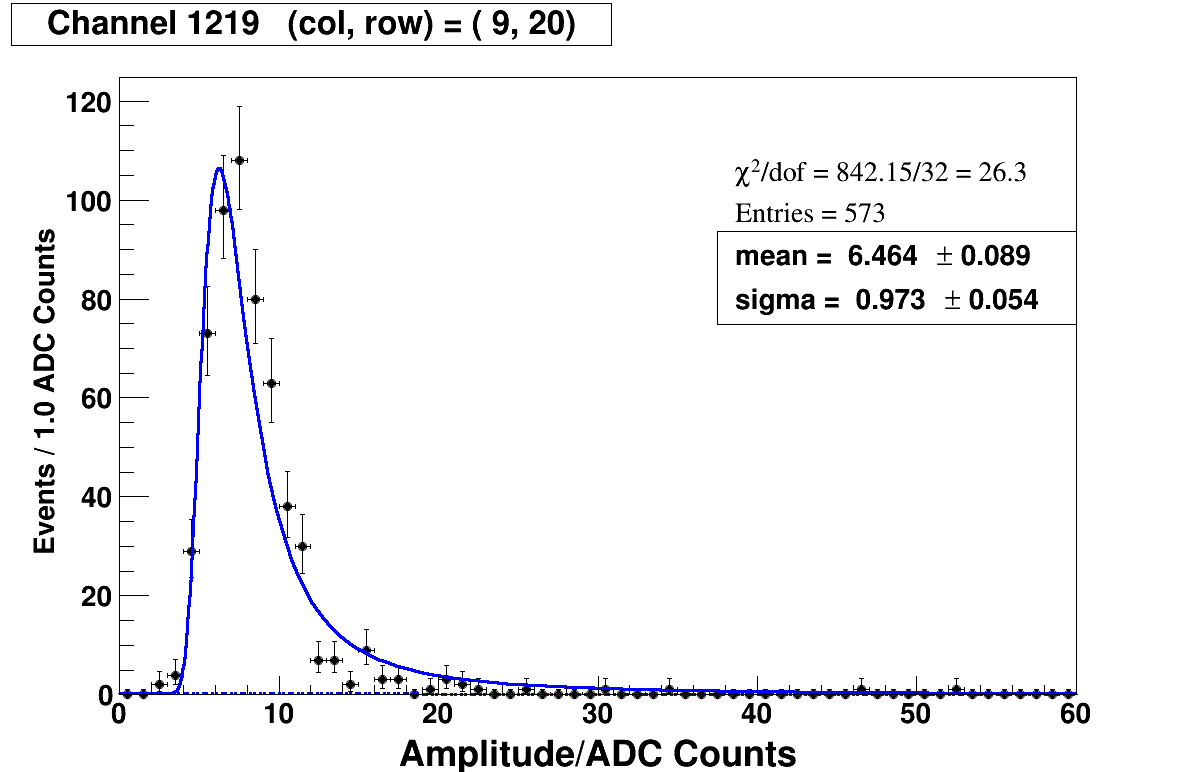 Channel 1219 (col, row) = ( 9, 20)
χ²/dof = 842.15/32 = 26.3
Entries = 573
mean = 6.464 ± 0.089
sigma = 0.973 ± 0.054
Events / 1.0 ADC Counts
120
100
80
60
40
20
0
0 10 20 30 40 50 60
Amplitude/ADC Counts